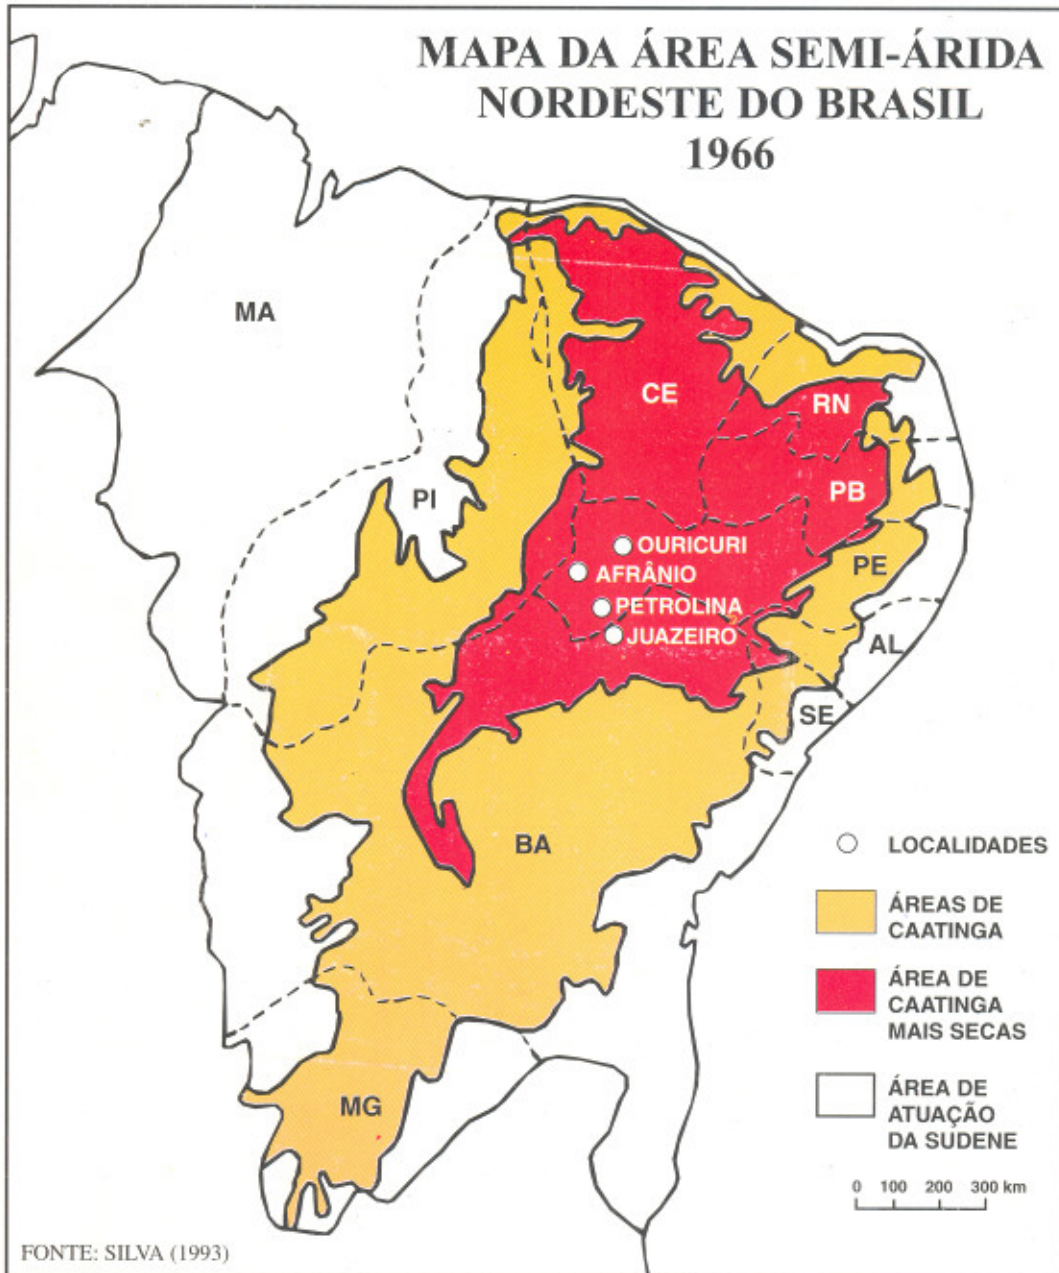 MAPA DA ÁREA SEMI-ÁRIDA
NORDESTE DO BRASIL
1966
MA
CE
RN
PI
PB
OURICURI
AFRÂNIO
PE
PETROLINA
JUAZEIRO
AL
SE
BA
MG
LOCALIDADES
ÁREAS DE
CAATINGA
ÁREA DE
CAATINGA
MAIS SECAS
ÁREA DE
ATUAÇÃO
DA SUDENE
0 100 200 300 km
FONTE: SILVA (1993)